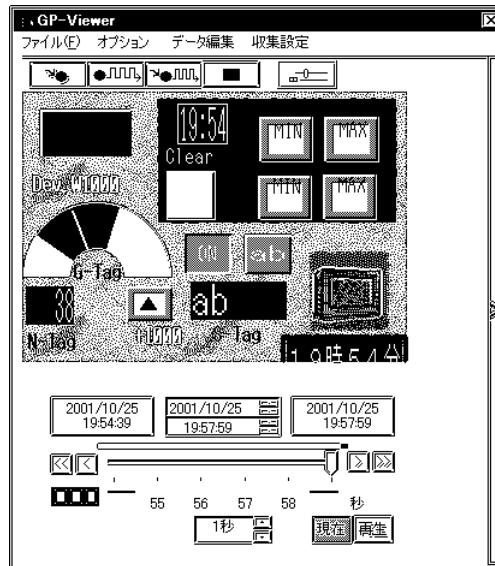 GP-Viewer
ファイル(F) オプション データ編集 収集設定
19:54
MIN MAX
Clear
Dev/W1000
MIN MAX
ON ab
G-Tag
38 ab
N-Tag +1000 Tag
19時54分
2001/10/25 2001/10/25 2001/10/25
19:54:39 19:57:59 19:57:59
<< < > >>
55 56 57 58 秒
1秒 現在 再生